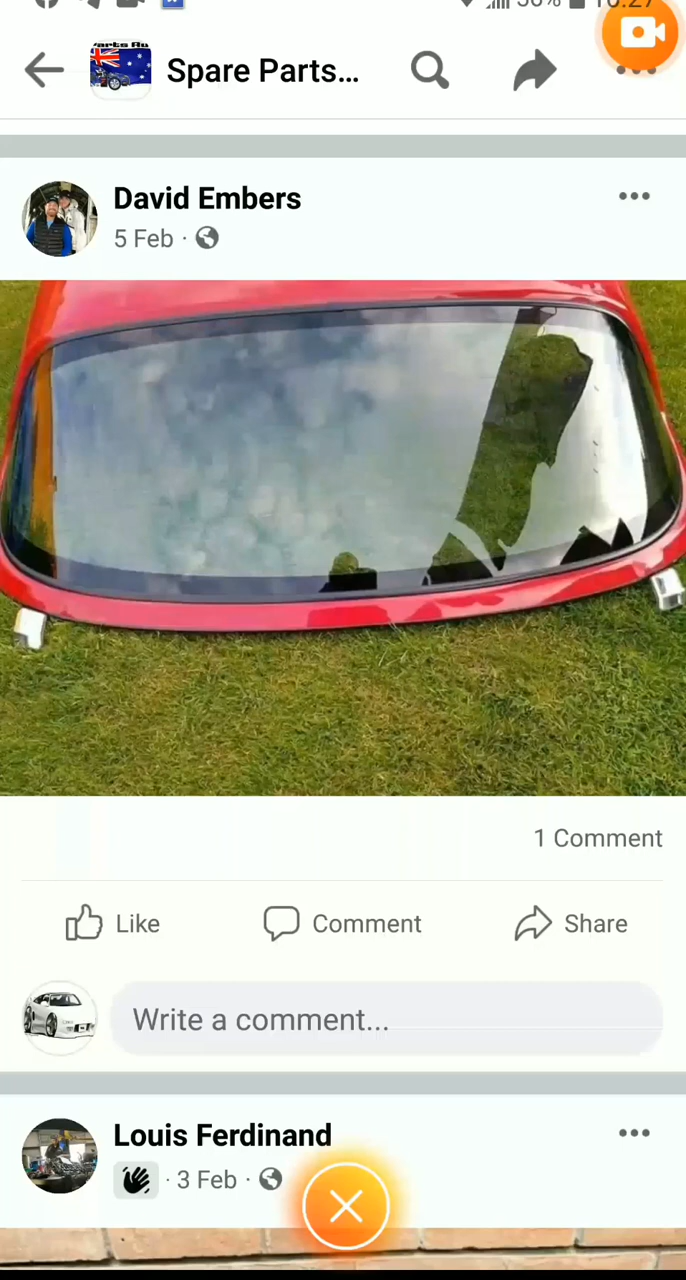 Spare Parts...
David Embers
5 Feb ·
1 Comment
Like Comment Share
Write a comment...
Louis Ferdinand
· 3 Feb ·